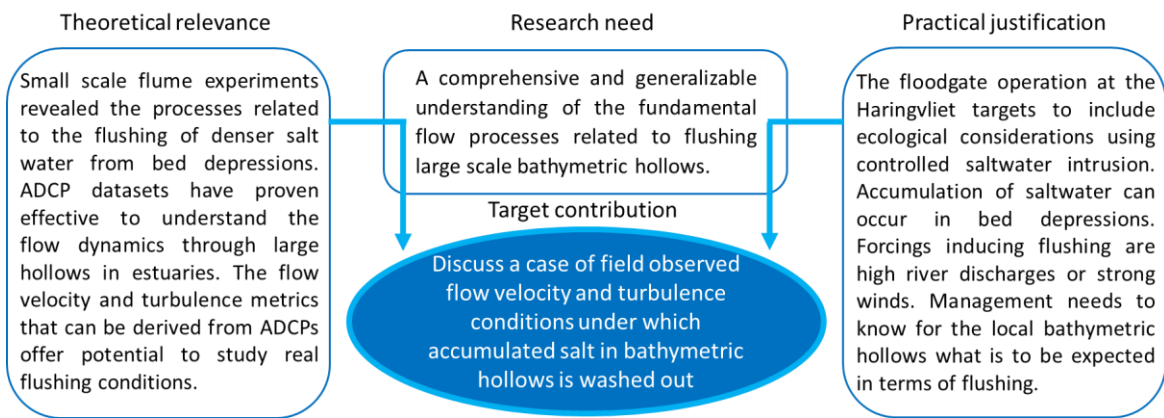 Theoretical relevance
Small scale flume experiments
revealed the processes related
to the flushing of denser salt
water from bed depressions.
ADCP datasets have proven
effective to understand the
flow dynamics through large
hollows in estuaries. The flow
velocity and turbulence metrics
that can be derived from ADCPs
offer potential to study real
flushing conditions.
Research need
A comprehensive and generalizable
understanding of the fundamental
flow processes related to flushing
large scale bathymetric hollows.
Target contribution
Discuss a case of field observed
flow velocity and turbulence
conditions under which
accumulated salt in bathymetric
hollows is washed out
Practical justification
The floodgate operation at the
Haringvliet targets to include
ecological considerations using
controlled saltwater intrusion.
Accumulation of saltwater can
occur in bed depressions.
Forcings inducing flushing are
high river discharges or strong
winds. Management needs to
know for the local bathymetric
hollows what is to be expected
in terms of flushing.